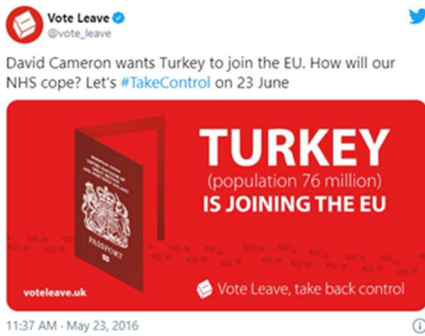 Vote Leave
@vote_leave
David Cameron wants Turkey to join the EU. How will our
NHS cope? Let's #TakeControl on 23 June
TURKEY
(population 76 million)
IS JOINING THE EU
PASSPORT
voteleave.uk
Vote Leave, take back control
11:37 AM · May 23, 2016